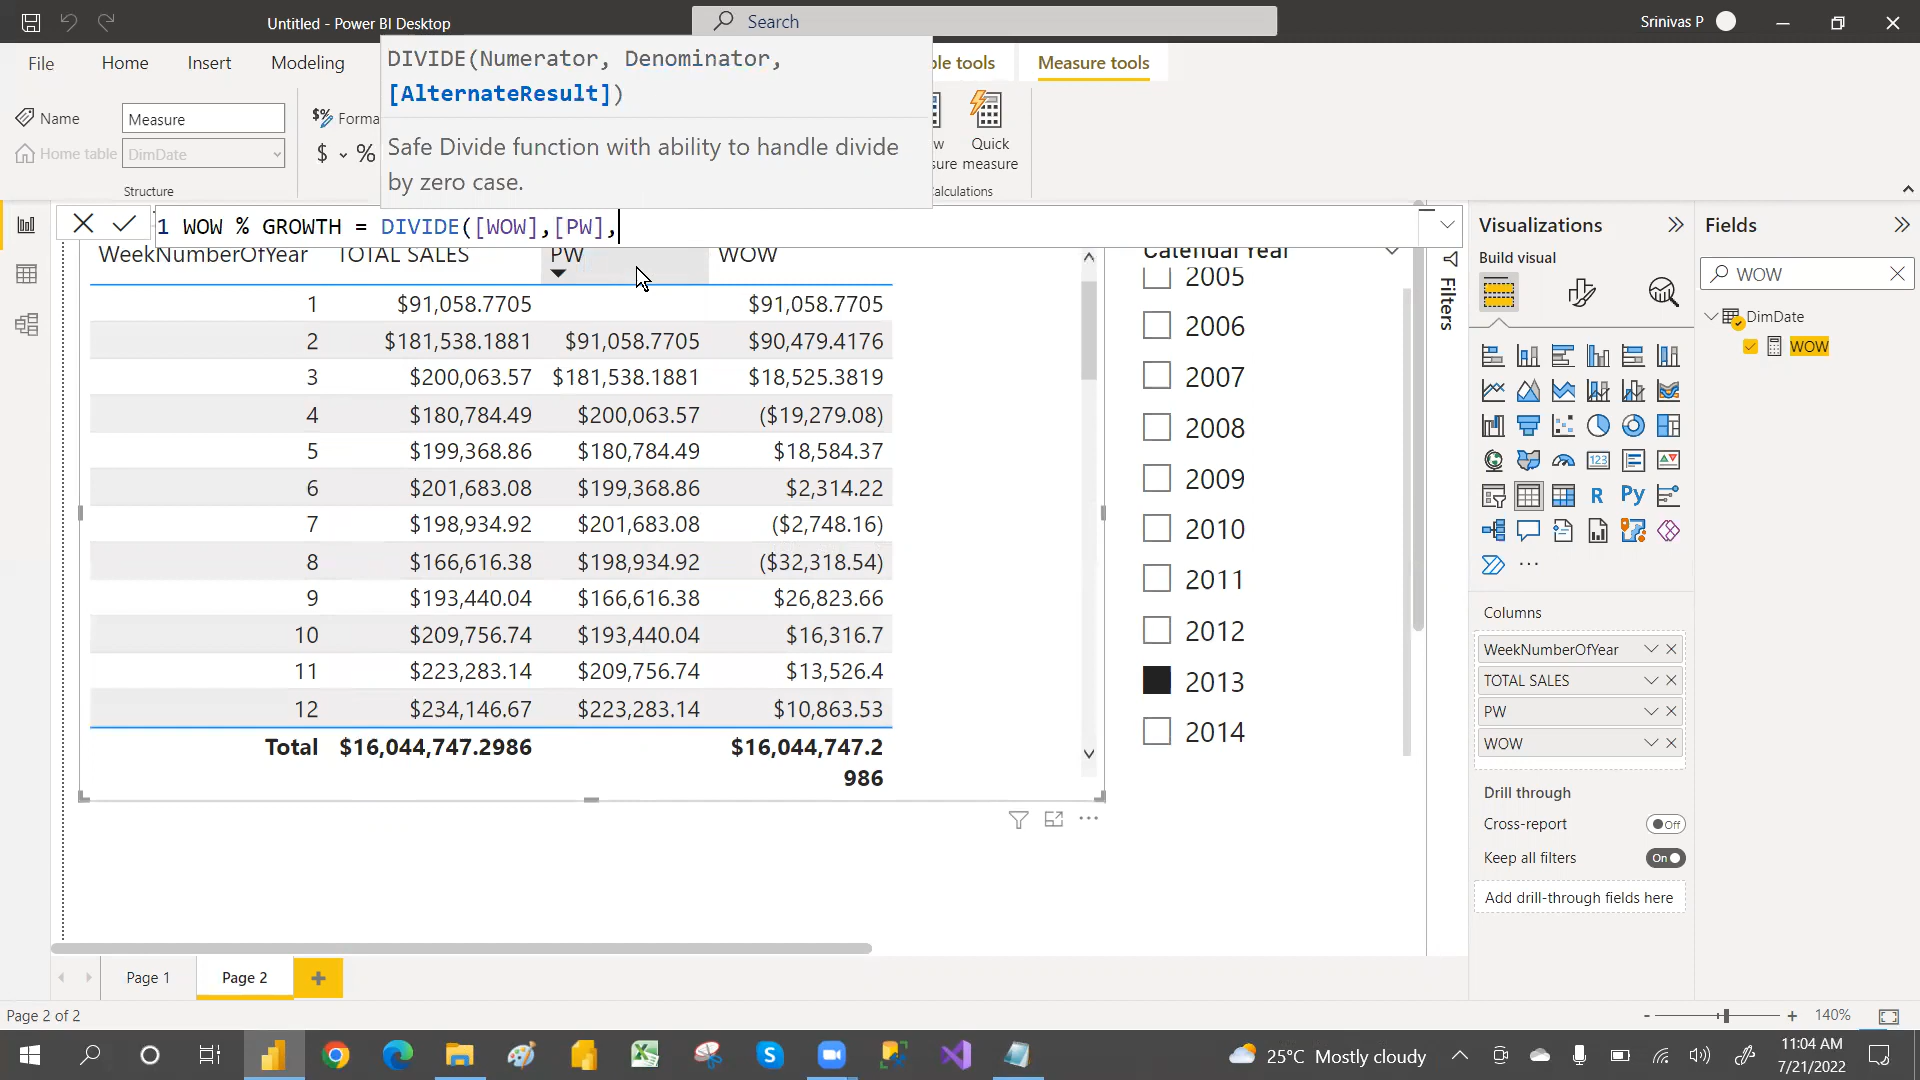 Untitled - Power BI Desktop
Search
Srinivas P
File
Home
Insert
Modeling
ble tools
Measure tools
DIVIDE(Numerator, Denominator,
[AlternateResult])
Safe Divide function with ability to handle divide
by zero case.
Name
Measure
Home table
DimDate
Structure
Forma
$
%
w
sure
Quick
measure
Calculations
1 WOW % GROWTH = DIVIDE([WOW],[PW],
WeekNumberOfYear TOTAL SALES PW WOW
1 $91,058.7705 $91,058.7705
2 $181,538.1881 $91,058.7705 $90,479.4176
3 $200,063.57 $181,538.1881 $18,525.3819
4 $180,784.49 $200,063.57 ($19,279.08)
5 $199,368.86 $180,784.49 $18,584.37
6 $201,683.08 $199,368.86 $2,314.22
7 $198,934.92 $201,683.08 ($2,748.16)
8 $166,616.38 $198,934.92 ($32,318.54)
9 $193,440.04 $166,616.38 $26,823.66
10 $209,756.74 $193,440.04 $16,316.7
11 $223,283.14 $209,756.74 $13,526.4
12 $234,146.67 $223,283.14 $10,863.53
Total $16,044,747.2986 $16,044,747.2
986
Calendar Year
2005
2006
2007
2008
2009
2010
2011
2012
2013
2014
Filters
Visualizations
Build visual
R
Py
123
Columns
WeekNumberOfYear
TOTAL SALES
PW
WOW
Drill through
Cross-report
Off
Keep all filters
On
Add drill-through fields here
Fields
WOW
DimDate
WOW
Page 1
Page 2
Page 2 of 2
140%
25°C Mostly cloudy
11:04 AM
7/21/2022